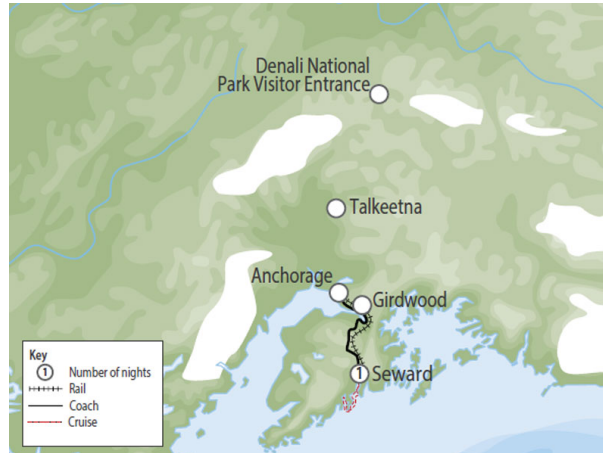 Denali National
Park Visitor Entrance
Talkeetna
Anchorage
Girdwood
1 Seward
Key
1 Number of nights
Rail
Coach
Cruise